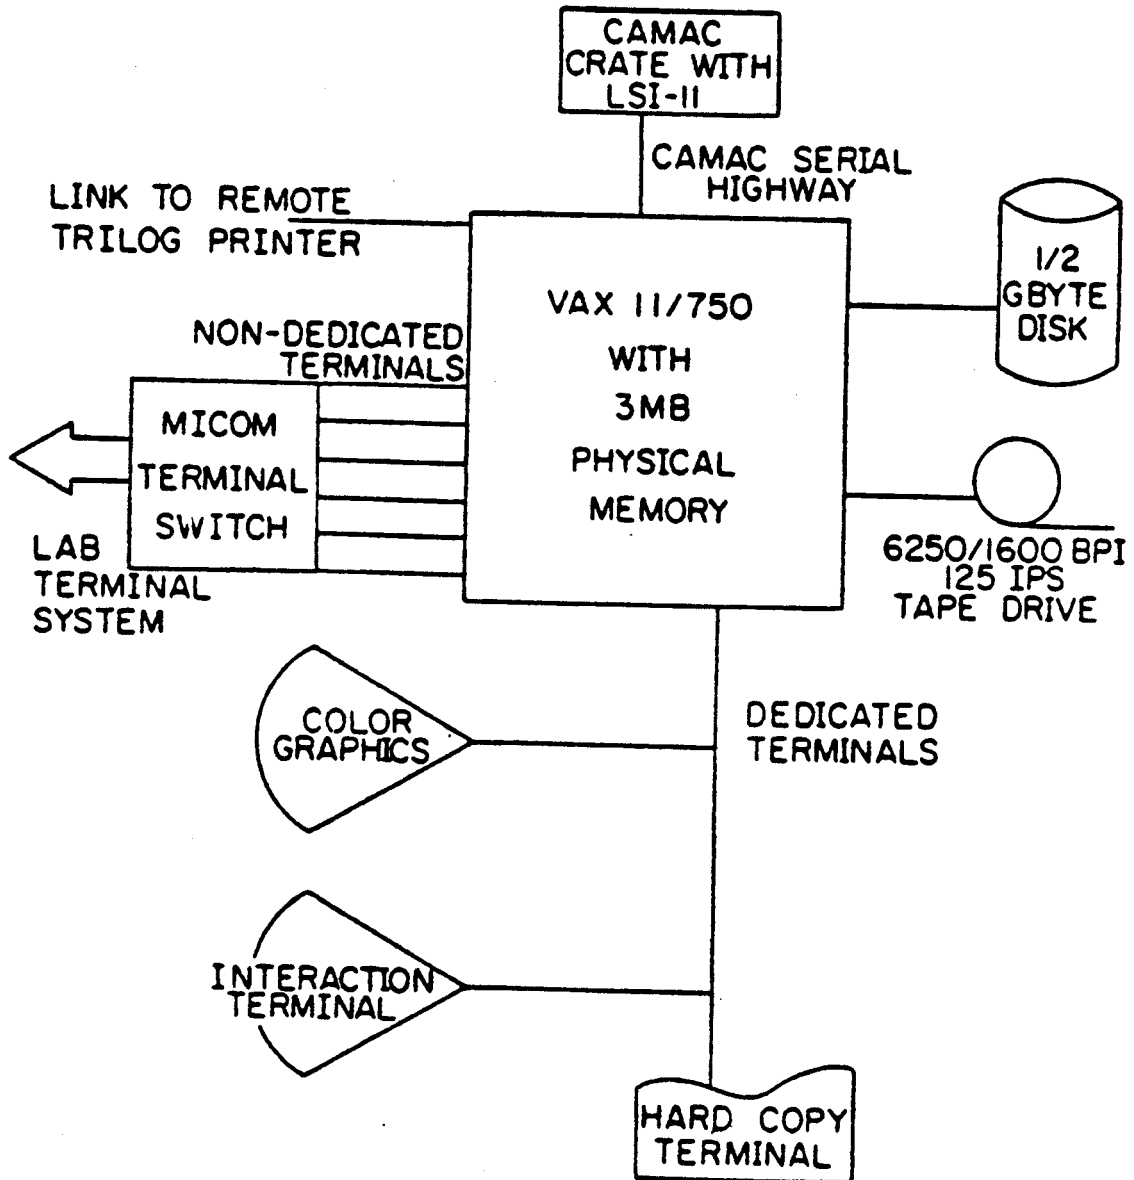 CAMAC
CRATE WITH
LSI-11
CAMAC SERIAL
HIGHWAY
LINK TO REMOTE
TRILOG PRINTER
1/2
GBYTE
DISK
VAX 11/750
WITH
3MB
PHYSICAL
MEMORY
NON-DEDICATED
TERMINALS
MICOM
TERMINAL
SWITCH
LAB
TERMINAL
SYSTEM
6250/1600 BPI
125 IPS
TAPE DRIVE
COLOR
GRAPHICS
DEDICATED
TERMINALS
INTERACTION
TERMINAL
HARD COPY
TERMINAL